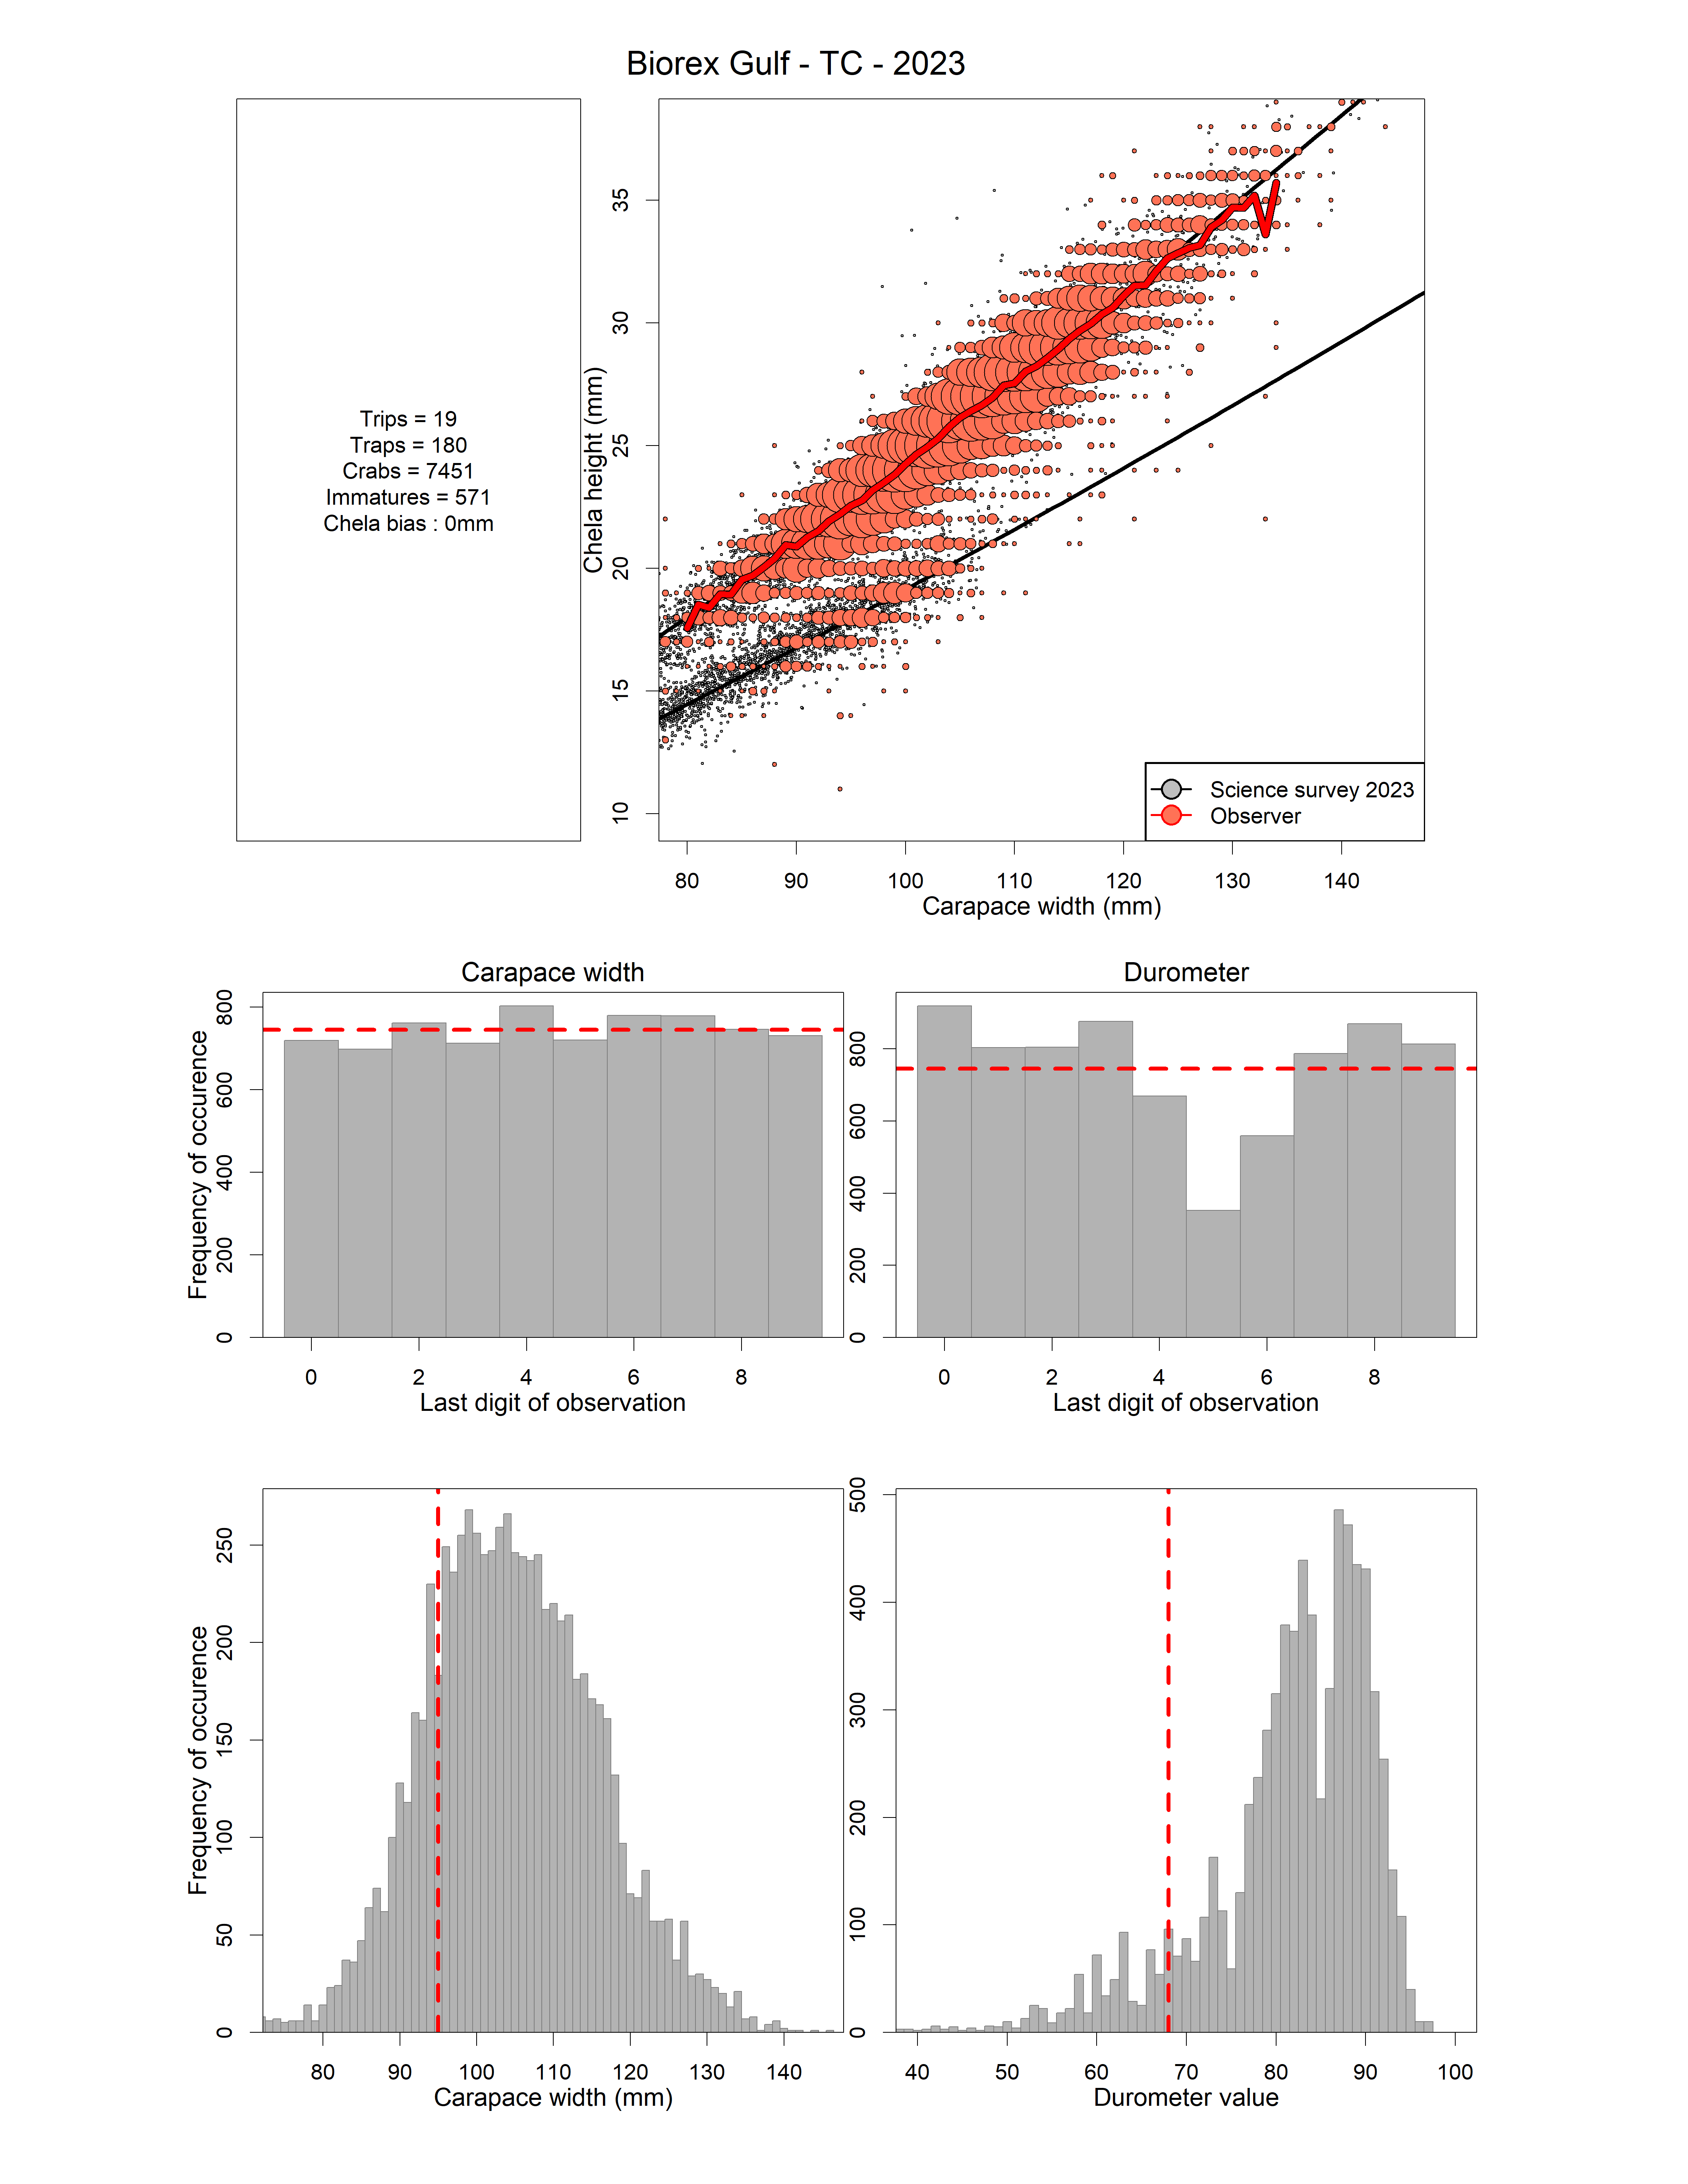 Biorex Gulf - TC - 2023
Trips = 19
Traps = 180
Crabs = 7451
Immatures = 571
Chela bias : 0mm
Chela height (mm)
35
30
25
20
15
10
Science survey 2023
Observer
80 90 100 110 120 130 140
Carapace width (mm)
Carapace width
Frequency of occurence
800
600
400
200
0
0 2 4 6 8
Last digit of observation
Durometer
800
600
400
200
0
0 2 4 6 8
Last digit of observation
Frequency of occurence
250
200
150
100
50
0
80 90 100 110 120 130 140
Carapace width (mm)
500
400
300
200
100
0
40 50 60 70 80 90 100
Durometer value